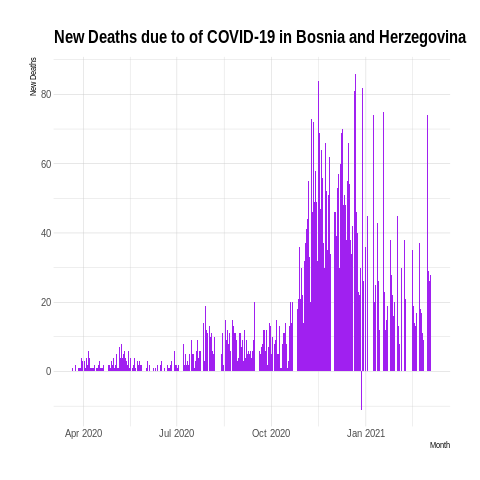 New Deaths due to of COVID-19 in Bosnia and Herzegovina
New Deaths
80
60
40
20
0
Apr 2020
Jul 2020
Oct 2020
Jan 2021
Month